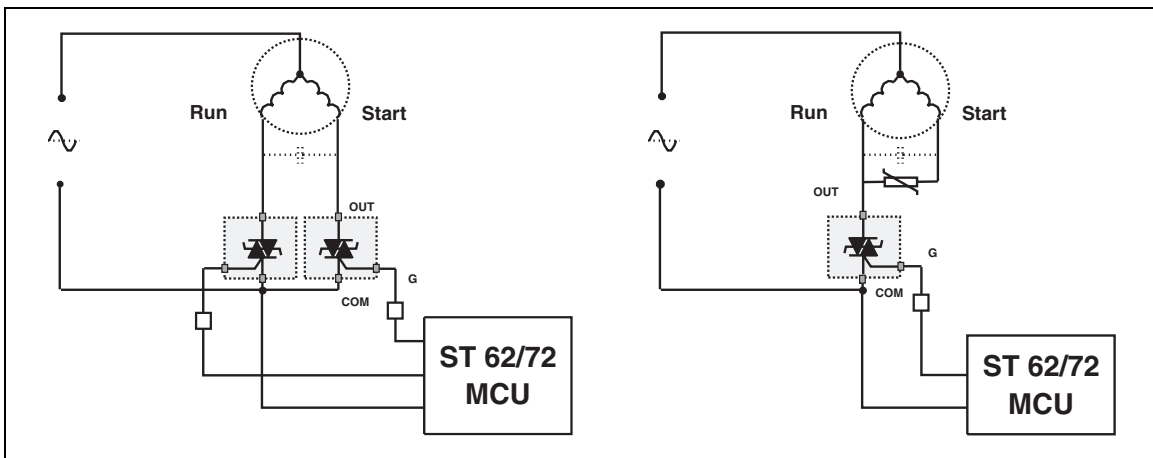 Run Start
OUT
G
COM
ST 62/72
MCU
Run Start
OUT
G
COM
ST 62/72
MCU